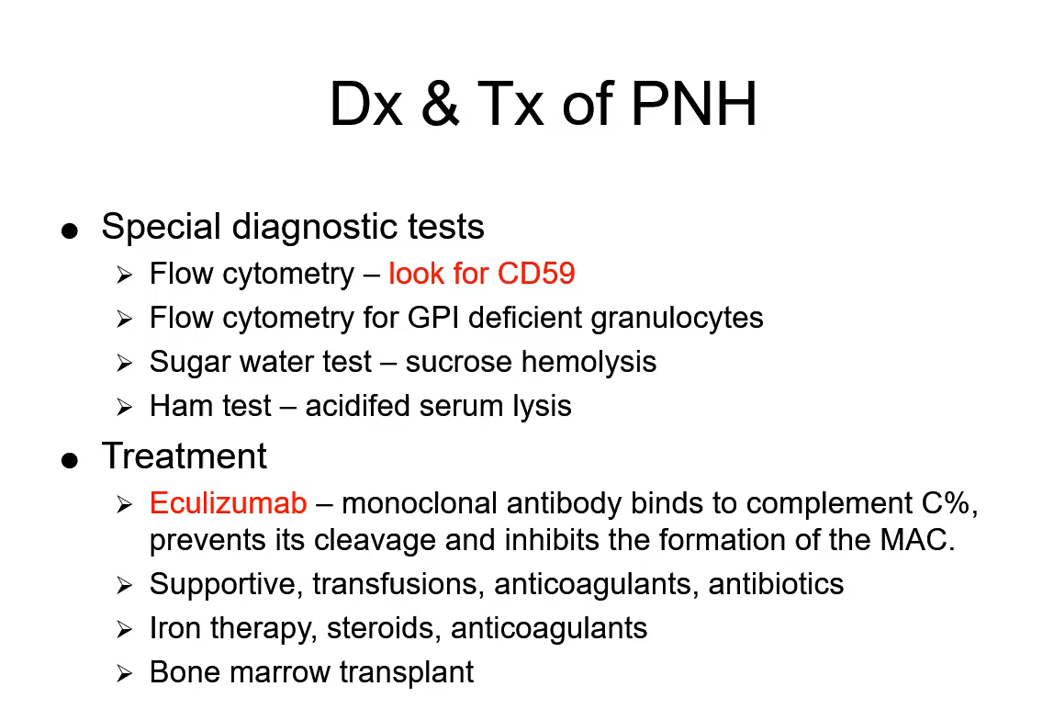 Dx & Tx of PNH
● Special diagnostic tests
➢ Flow cytometry – look for CD59
➢ Flow cytometry for GPI deficient granulocytes
➢ Sugar water test – sucrose hemolysis
➢ Ham test – acidifed serum lysis
● Treatment
➢ Eculizumab – monoclonal antibody binds to complement C%,
prevents its cleavage and inhibits the formation of the MAC.
➢ Supportive, transfusions, anticoagulants, antibiotics
➢ Iron therapy, steroids, anticoagulants
➢ Bone marrow transplant